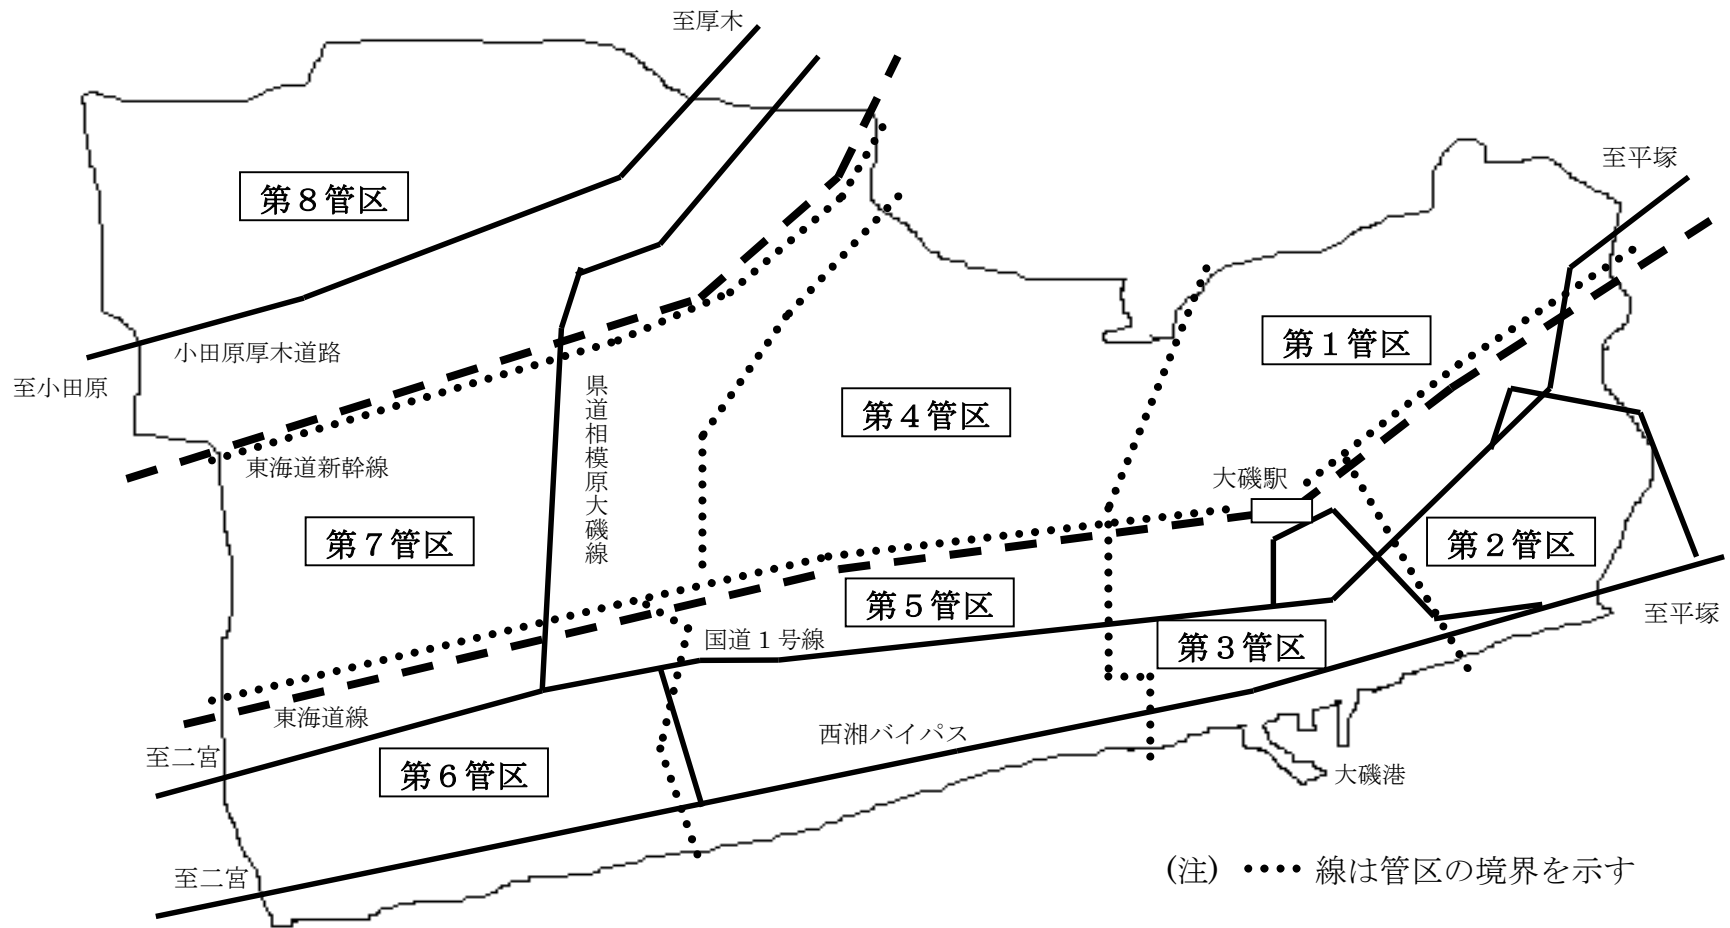 至厚木
至平塚
第８管区
第１管区
小田原厚木道路
至小田原
県道相模原大磯線
第４管区
東海道新幹線
大磯駅
第７管区
第２管区
第５管区
至平塚
国道１号線
第３管区
東海道線
西湘バイパス
至二宮
第６管区
大磯港
至二宮
(注) •••• 線は管区の境界を示す